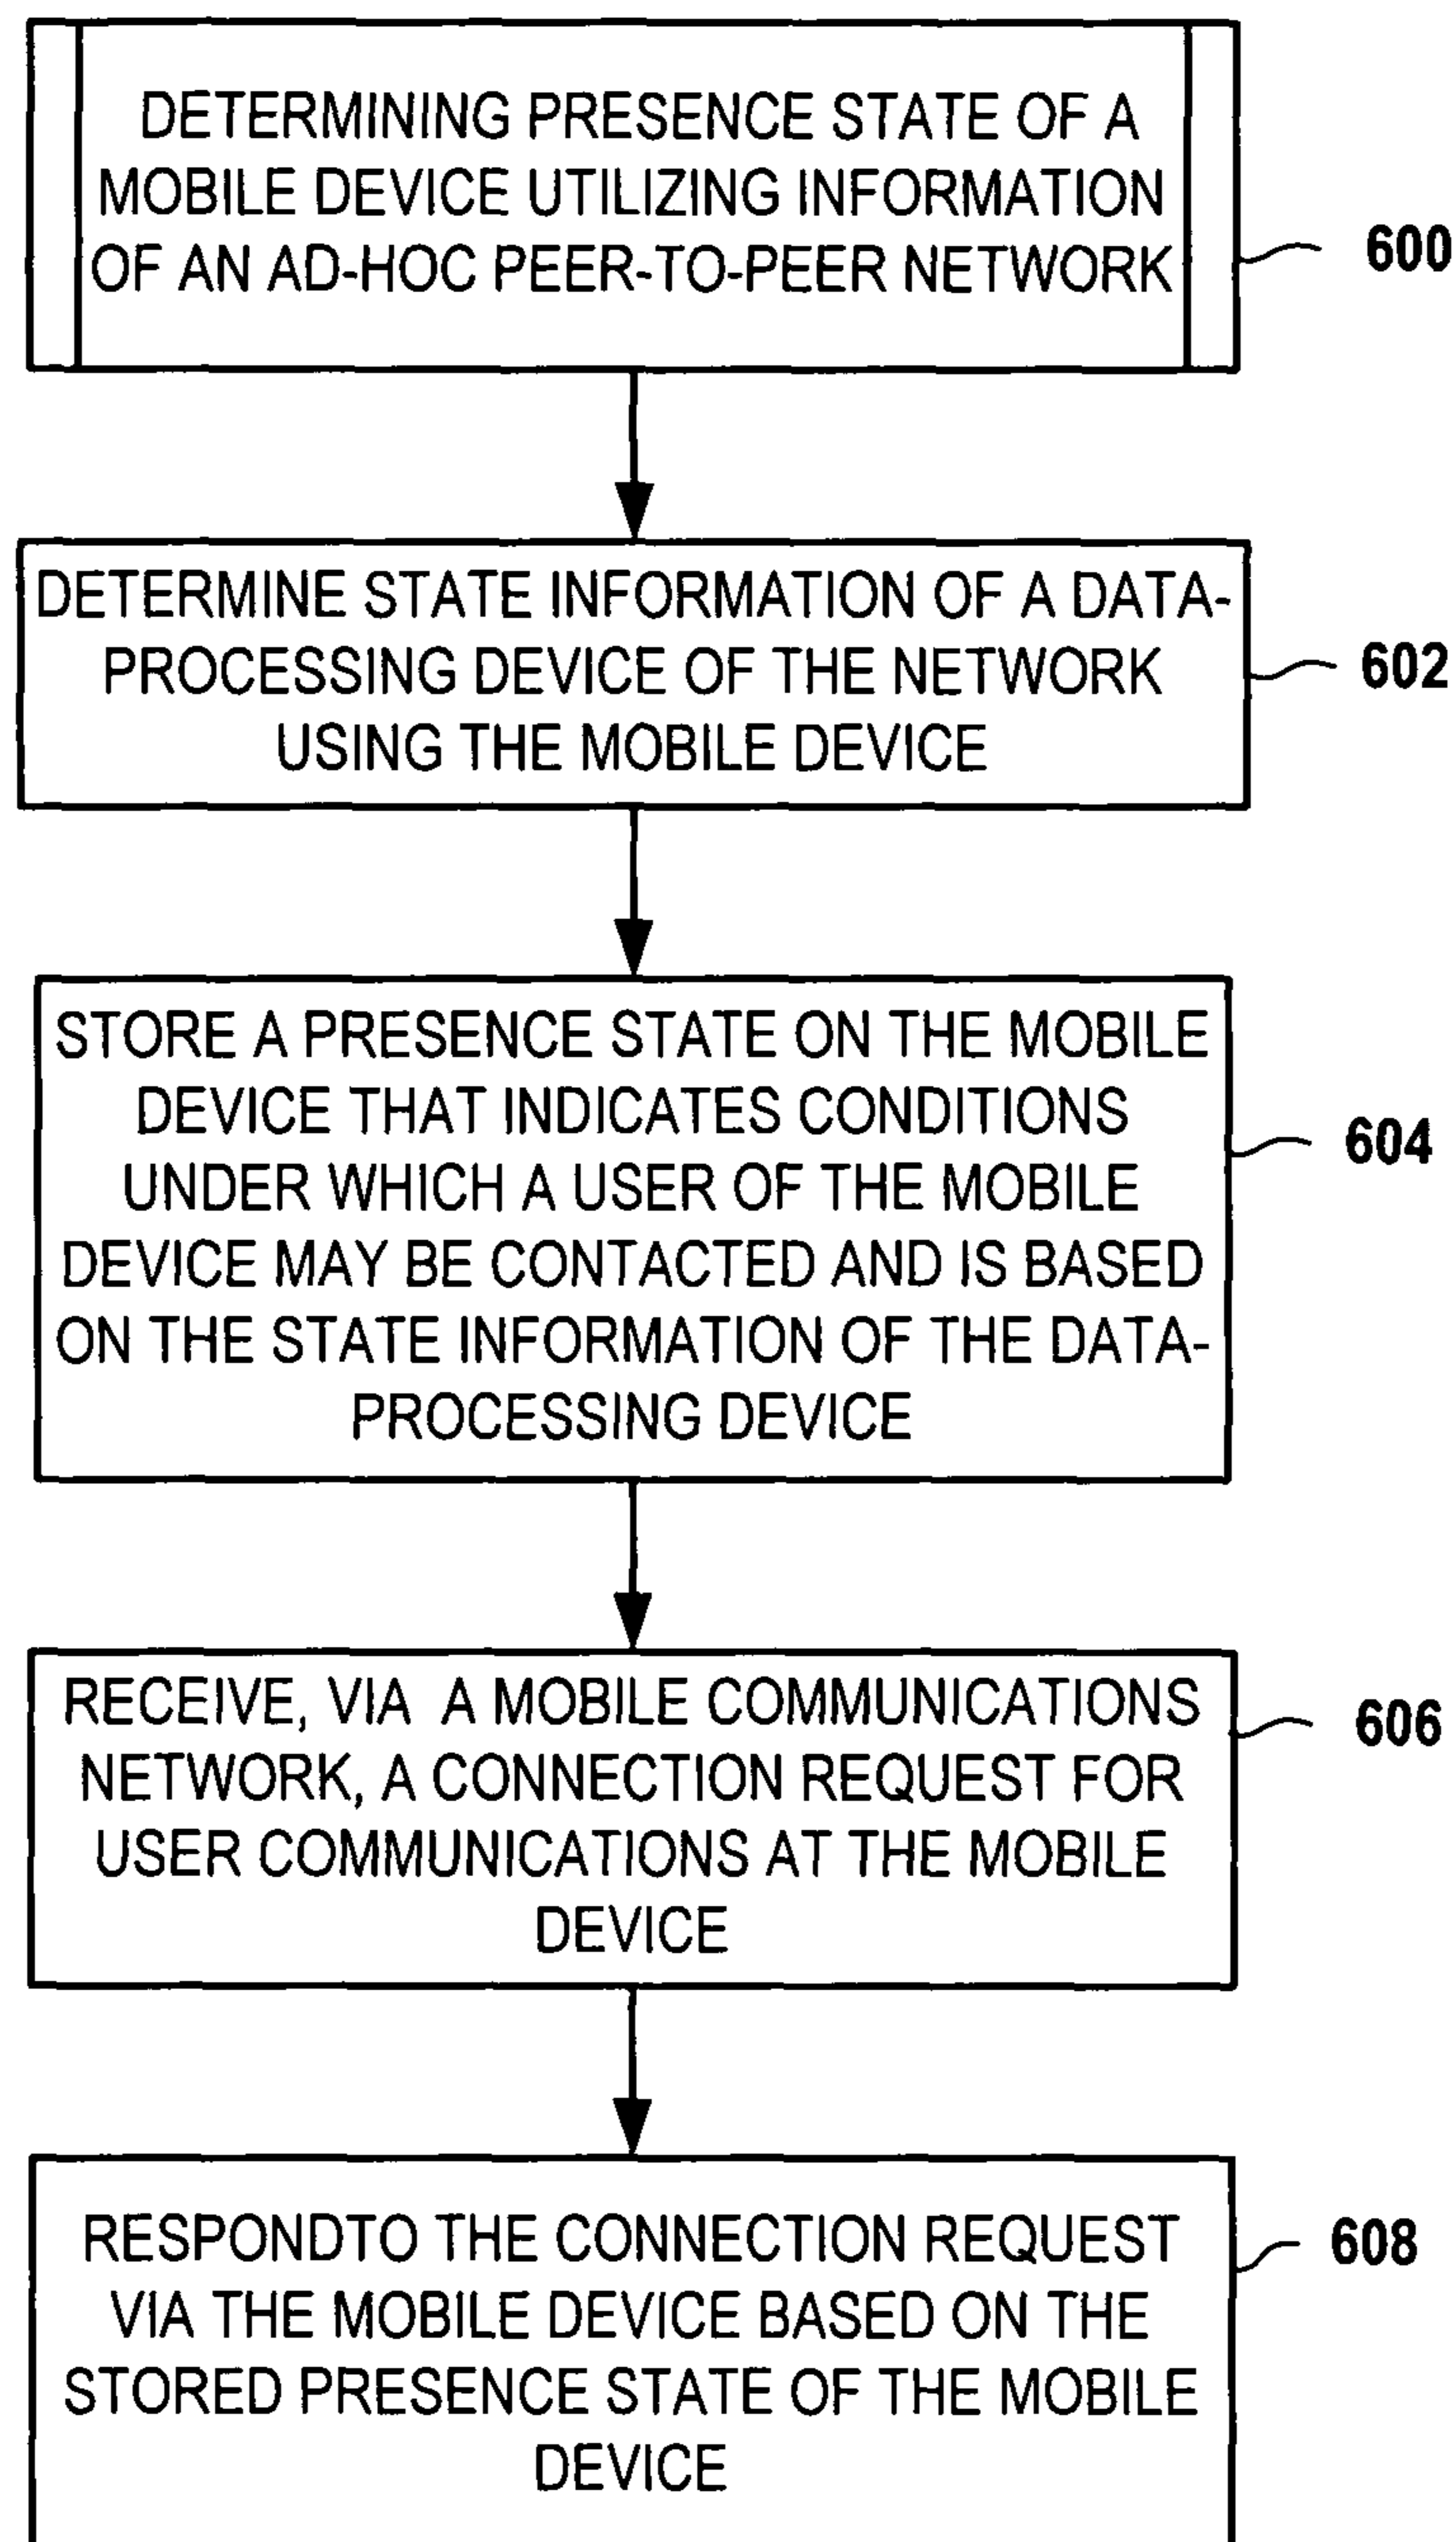 DETERMINING PRESENCE STATE OF A
MOBILE DEVICE UTILIZING INFORMATION
OF AN AD-HOC PEER-TO-PEER NETWORK
600
DETERMINE STATE INFORMATION OF A DATA-
PROCESSING DEVICE OF THE NETWORK
USING THE MOBILE DEVICE
602
STORE A PRESENCE STATE ON THE MOBILE
DEVICE THAT INDICATES CONDITIONS
UNDER WHICH A USER OF THE MOBILE
DEVICE MAY BE CONTACTED AND IS BASED
ON THE STATE INFORMATION OF THE DATA-
PROCESSING DEVICE
604
RECEIVE, VIA A MOBILE COMMUNICATIONS
NETWORK, A CONNECTION REQUEST FOR
USER COMMUNICATIONS AT THE MOBILE
DEVICE
606
RESPONDTO THE CONNECTION REQUEST
VIA THE MOBILE DEVICE BASED ON THE
STORED PRESENCE STATE OF THE MOBILE
DEVICE
608